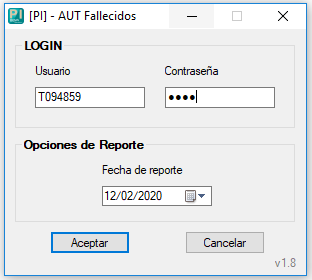 [PI] - AUT Fallecidos
LOGIN
Usuario Contraseña
T094859 ••••
Opciones de Reporte
Fecha de reporte
12/02/2020
Aceptar Cancelar
v1.8